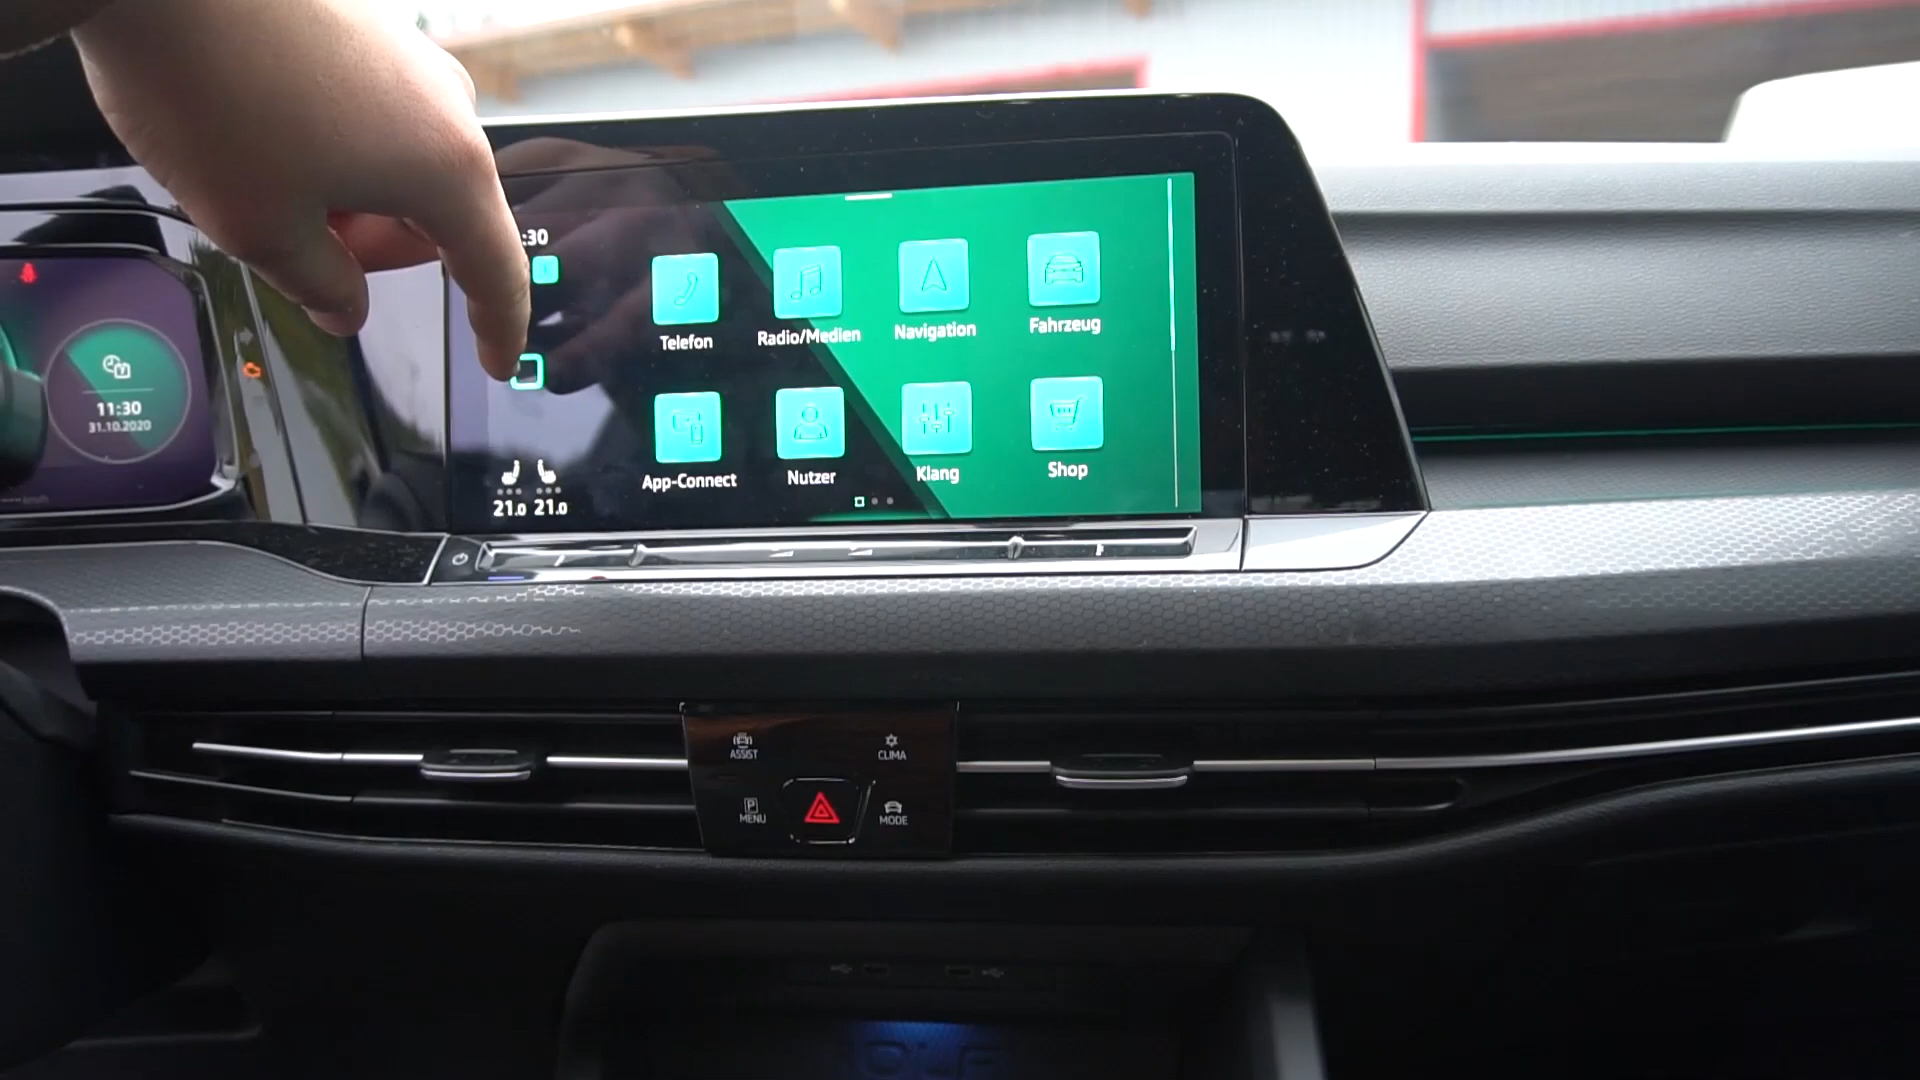 :30
Telefon
Radio/Medien
Navigation
Fahrzeug
App-Connect
Nutzer
Klang
Shop
21.0 21.0
11:30
31.10.2020
ASSIST
CLIMA
P
MENU
MODE